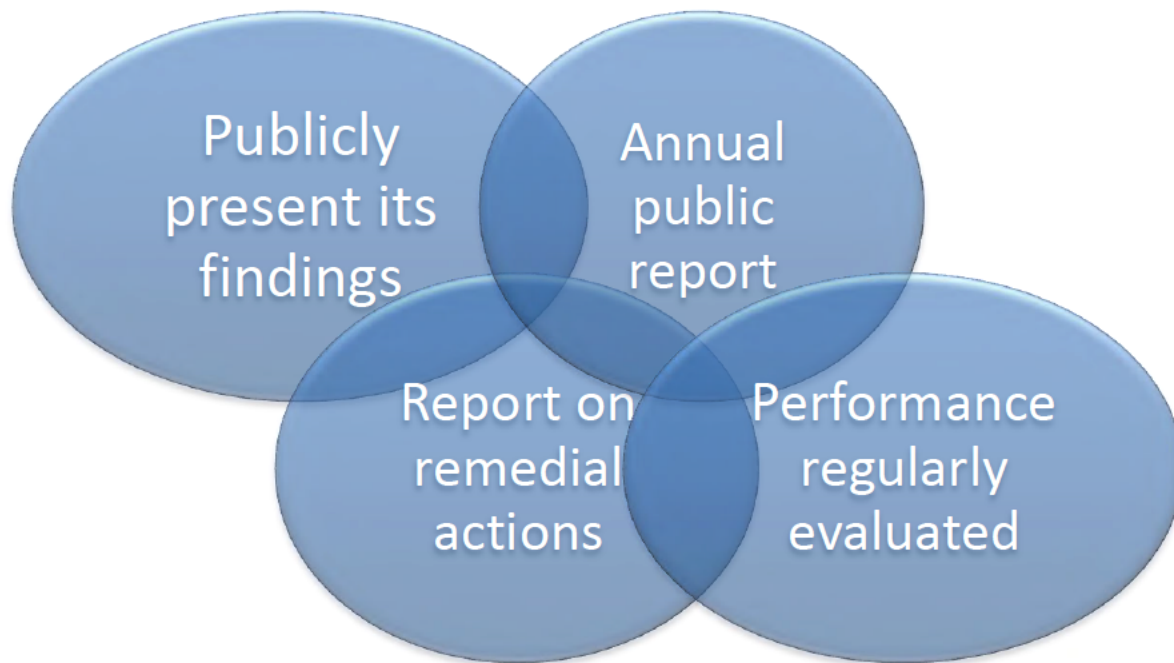 Publicly
present its
findings
Annual
public
report
Report on
remedial
actions
Performance
regularly
evaluated